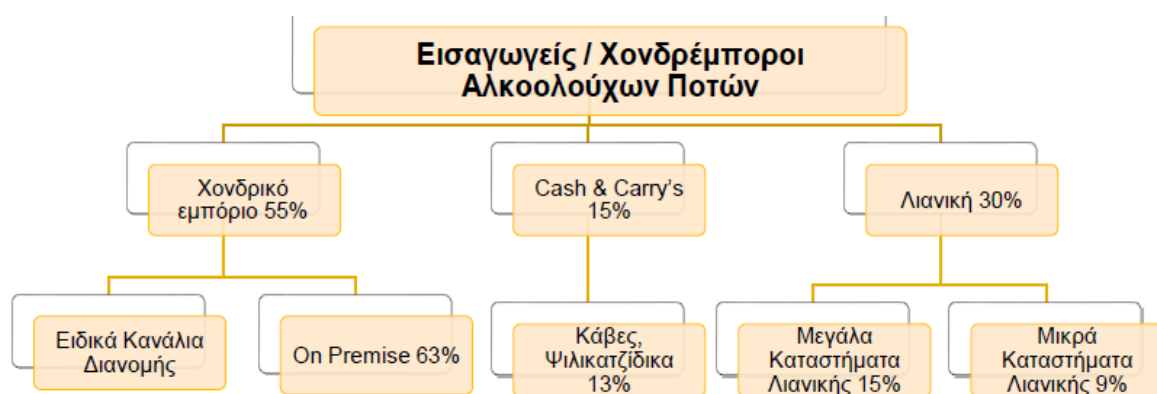 Εισαγωγείς / Χονδρέμποροι
Αλκοολούχων Ποτών
Χονδρικό
εμπόριο 55%
Cash & Carry’s
15%
Λιανική 30%
Ειδικά Κανάλια
Διανομής
On Premise 63%
Κάβες,
Ψιλικατζίδικα
13%
Μεγάλα
Καταστήματα
Λιανικής 15%
Μικρά
Καταστήματα
Λιανικής 9%